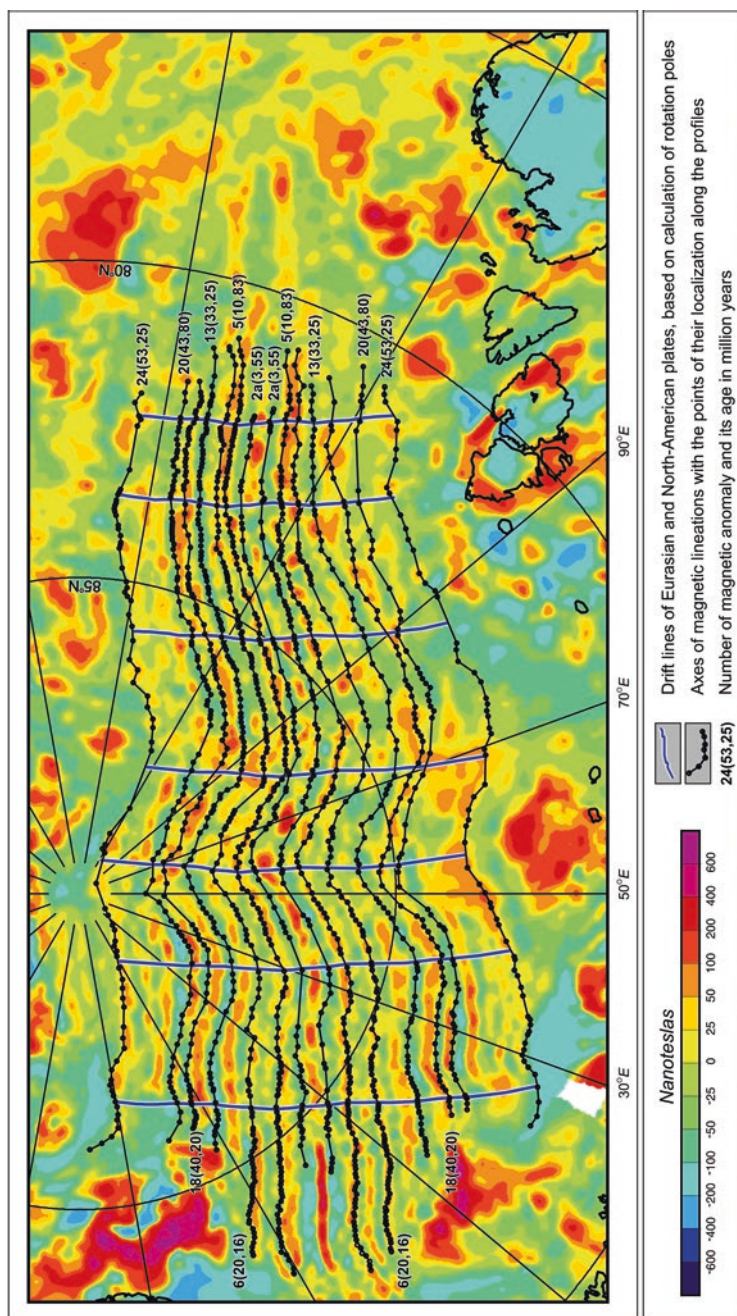 80°N
85°N
24(53,25)
20(43,80)
13(33,25)
5(10,83)
2a(3,55)
2a(3,55)
5(10,83)
13(33,25)
20(43,80)
24(53,25)
18(40,20)
18(40,20)
6(20,16)
6(20,16)
30°E
50°E
70°E
90°E
Nanoteslas
-600 -400 -200 -100 -50 -25 0 25 50 100 200 400 600
Drift lines of Eurasian and North-American plates, based on calculation of rotation poles
Axes of magnetic lineations with the points of their localization along the profiles
24(53,25) Number of magnetic anomaly and its age in million years